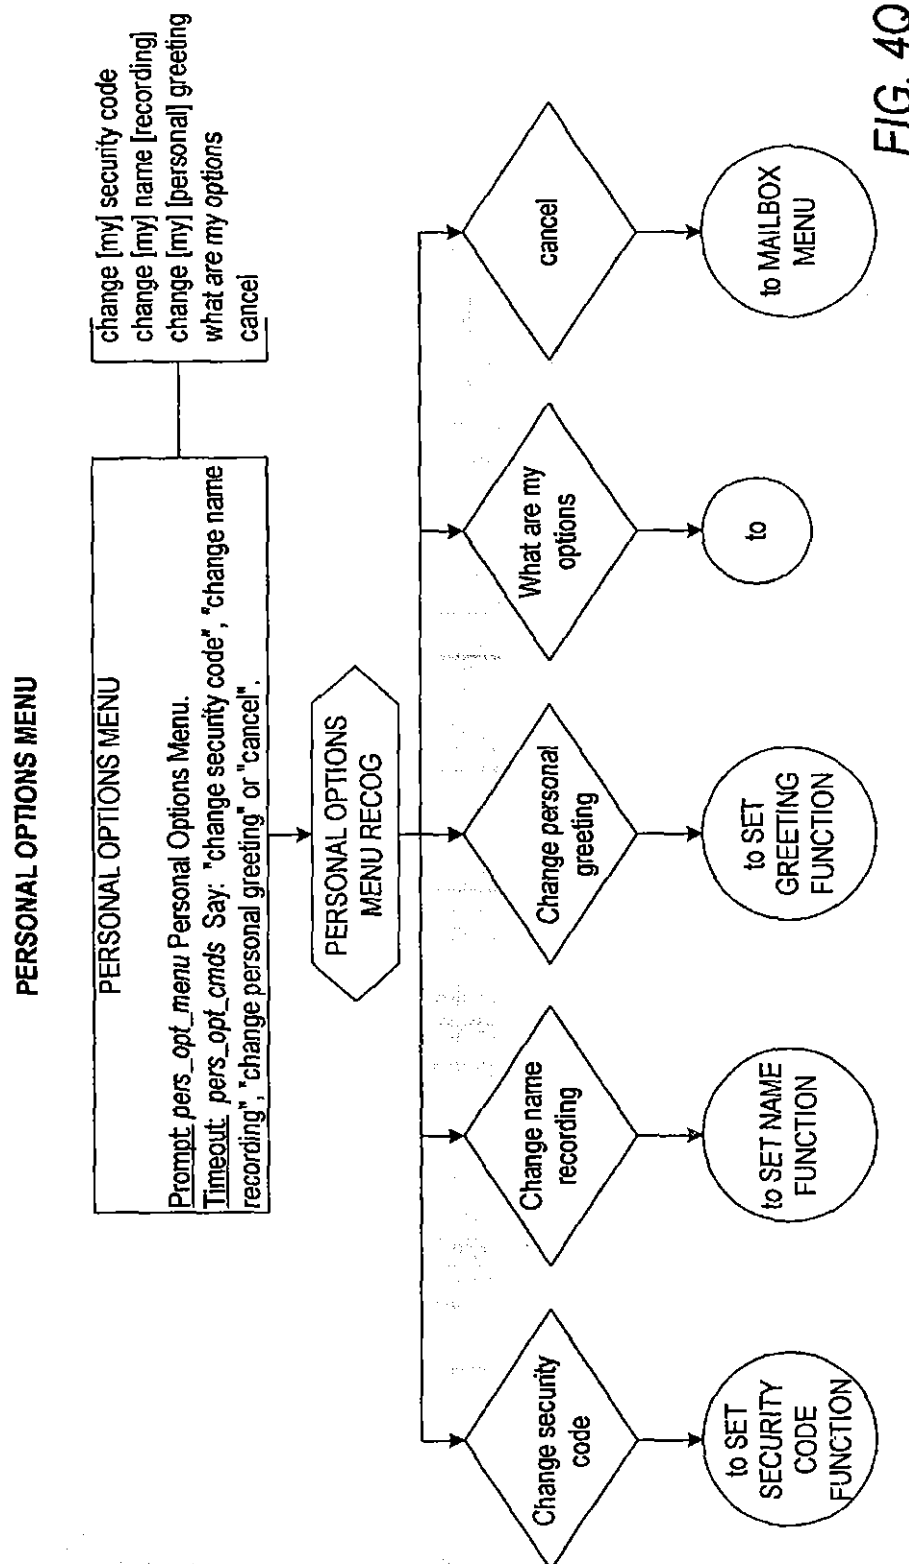 PERSONAL OPTIONS MENU
PERSONAL OPTIONS MENU
Prompt: pers_opt_menu Personal Options Menu.
Timeout: pers_opt_cmds Say: "change security code", "change name
recording", "change personal greeting" or "cancel".
change [my] security code
change [my] name [recording]
change [my] [personal] greeting
what are my options
cancel
PERSONAL OPTIONS
MENU RECOG
Change security
code
Change name
recording
Change personal
greeting
What are my
options
cancel
to SET
SECURITY
CODE
FUNCTION
to SET NAME
FUNCTION
to SET
GREETING
FUNCTION
to
to MAILBOX
MENU
FIG. 4Q